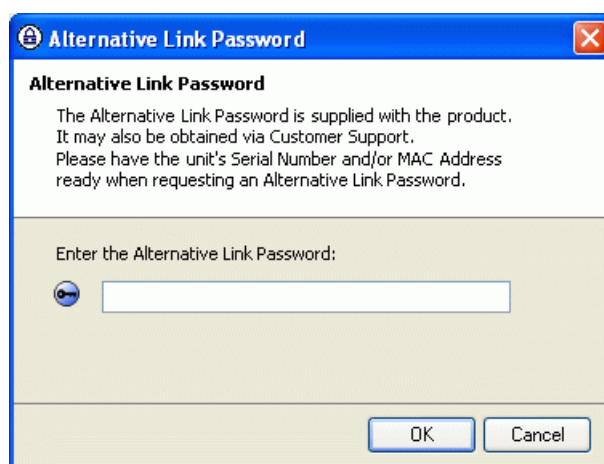 Alternative Link Password
Alternative Link Password
The Alternative Link Password is supplied with the product.
It may also be obtained via Customer Support.
Please have the unit's Serial Number and/or MAC Address
ready when requesting an Alternative Link Password.
Enter the Alternative Link Password:
OK Cancel